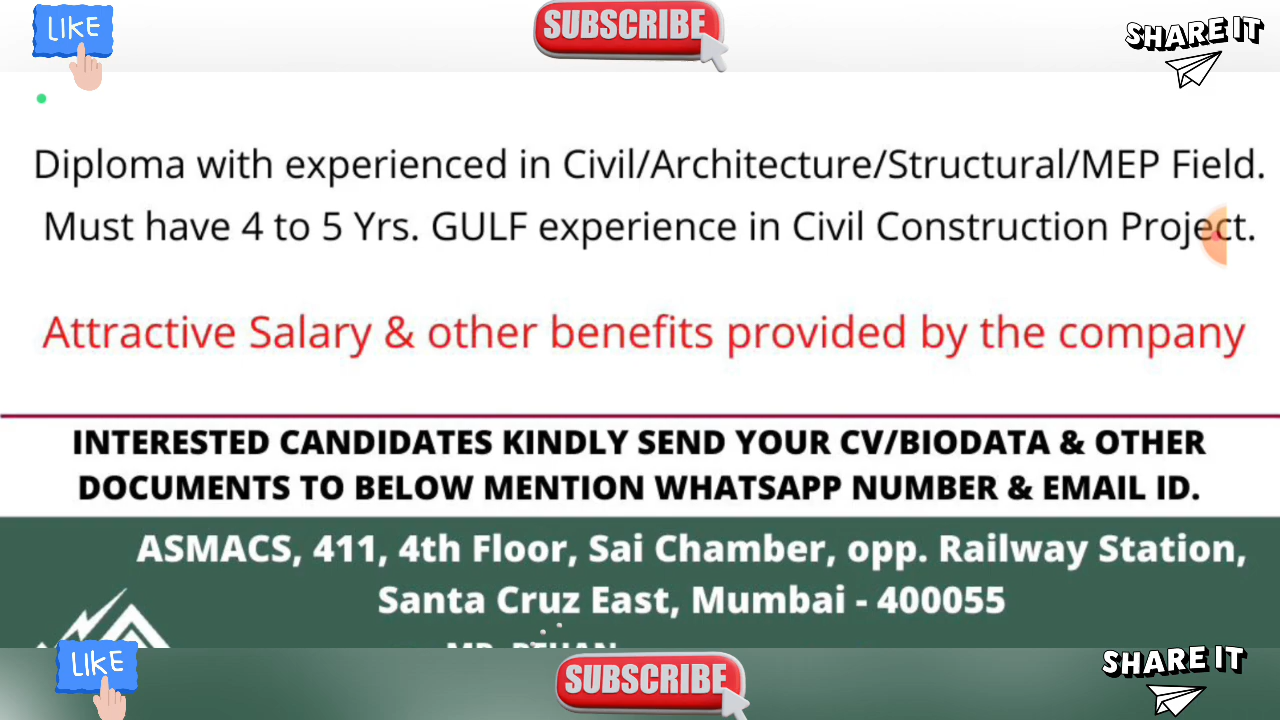 LIKE
SUBSCRIBE
SHARE IT
Diploma with experienced in Civil/Architecture/Structural/MEP Field.
Must have 4 to 5 Yrs. GULF experience in Civil Construction Project.
Attractive Salary & other benefits provided by the company
INTERESTED CANDIDATES KINDLY SEND YOUR CV/BIODATA & OTHER
DOCUMENTS TO BELOW MENTION WHATSAPP NUMBER & EMAIL ID.
ASMACS, 411, 4th Floor, Sai Chamber, opp. Railway Station,
Santa Cruz East, Mumbai - 400055
MR.
LIKE
SUBSCRIBE
SHARE IT